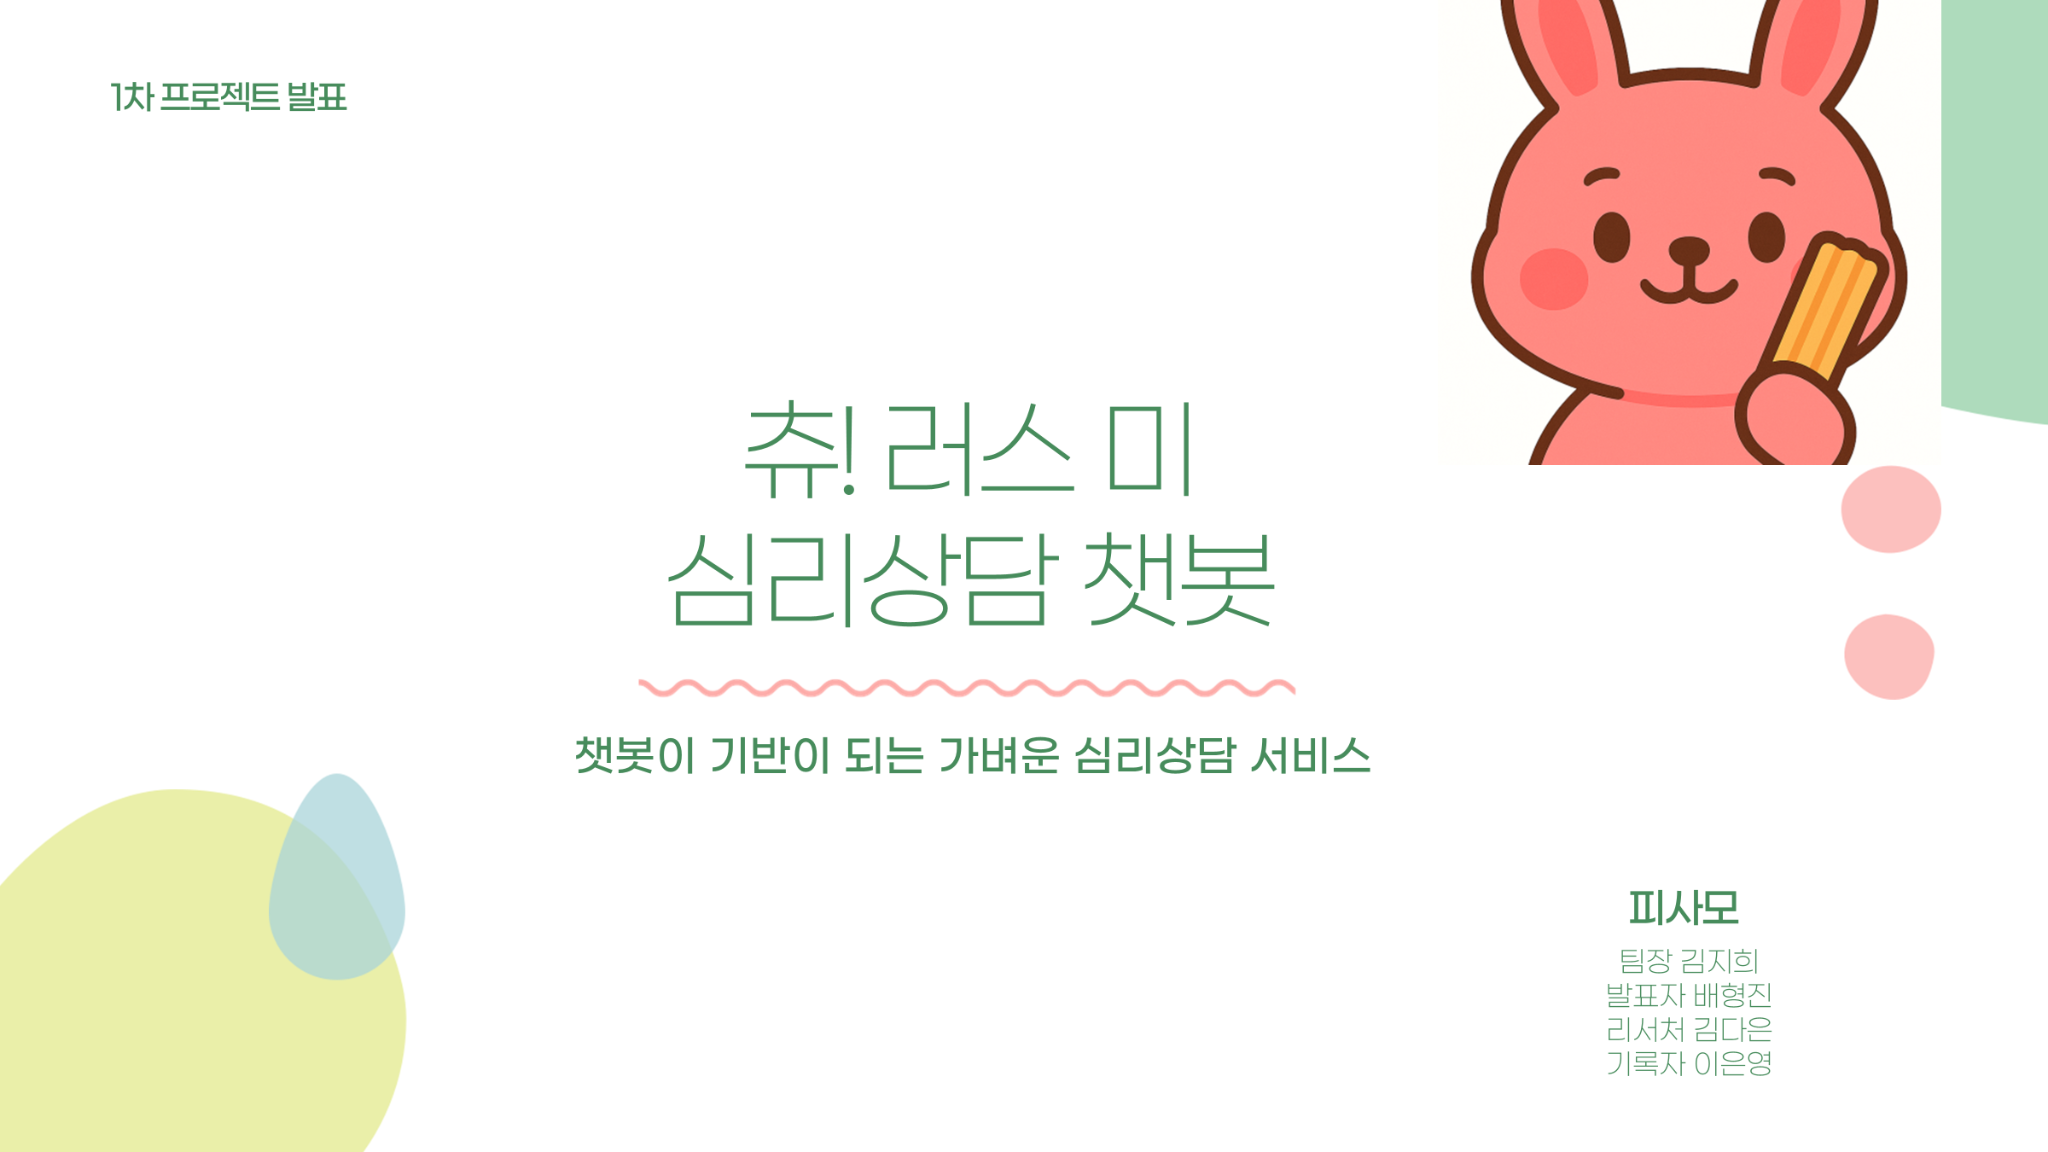 1차 프로젝트 발표
츄! 러스 미
심리상담 챗봇
챗봇이 기반이 되는 가벼운 심리상담 서비스
피사모
팀장 김지희
발표자 배형진
리서처 김다은
기록자 이은영